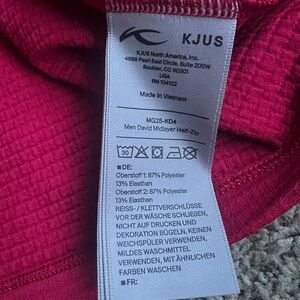 KJUS
KJUS North America, Inc.
4888 Pearl East Circle, Suite 200W
Boulder, CO 80301
USA
RN 104122
Made in Vietnam
MG25-K04
Men David Midlayer Half-Zip
30
■DE:
Oberstoff 1: 87% Polyester
13% Elasthan
Oberstoff 2: 87% Polyester
13% Elasthan
REISS- / KLETTVERSCHLÜSSE
VOR DER WÄSCHE SCHLIEßEN,
NICHT AUF DRUCKEN UND
DEKORATION BÜGELN, KEINEN
WEICHSPÜLER VERWENDEN,
MILDES WASCHMITTEL
VERWENDEN, MIT ÄHNLICHEN
FARBEN WASCHEN
■FR: